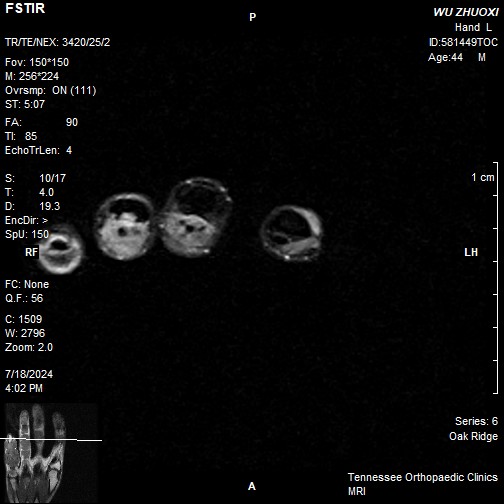 FSTIR
P
WU ZHUOXI
Hand L
ID:581449TOC
Age:44 M
TR/TE/NEX: 3420/25/2
Fov: 150*150
M: 256*224
Ovrsmp: ON (111)
ST: 5:07
FA: 90
TI: 85
EchoTrLen: 4
S: 10/17
T: 4.0
D: 19.3
EncDir: >
SpU: 150
1 cm
RF
LH
FC: None
Q.F.: 56
C: 1509
W: 2796
Zoom: 2.0
7/18/2024
4:02 PM
Series: 6
Oak Ridge
A
Tennessee Orthopaedic Clinics
MRI